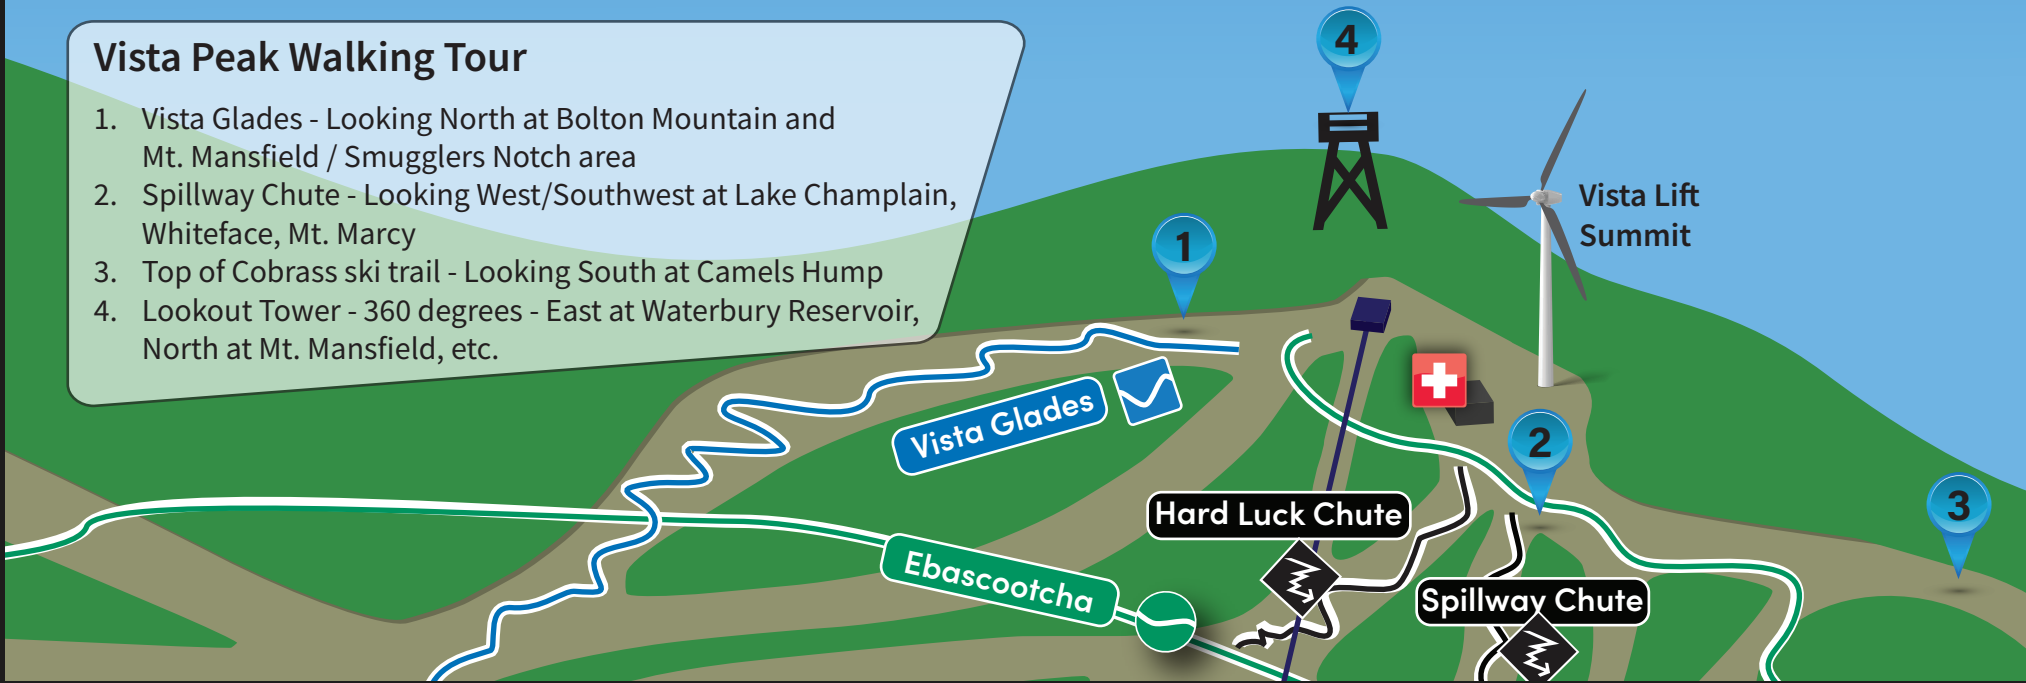 Vista Peak Walking Tour
1. Vista Glades - Looking North at Bolton Mountain and
Mt. Mansfield / Smugglers Notch area
2. Spillway Chute - Looking West/Southwest at Lake Champlain,
Whiteface, Mt. Marcy
3. Top of Cobrass ski trail - Looking South at Camels Hump
4. Lookout Tower - 360 degrees - East at Waterbury Reservoir,
North at Mt. Mansfield, etc.
4
Vista Lift
Summit
1
Vista Glades
2
3
Hard Luck Chute
Ebascootcha
Spillway Chute